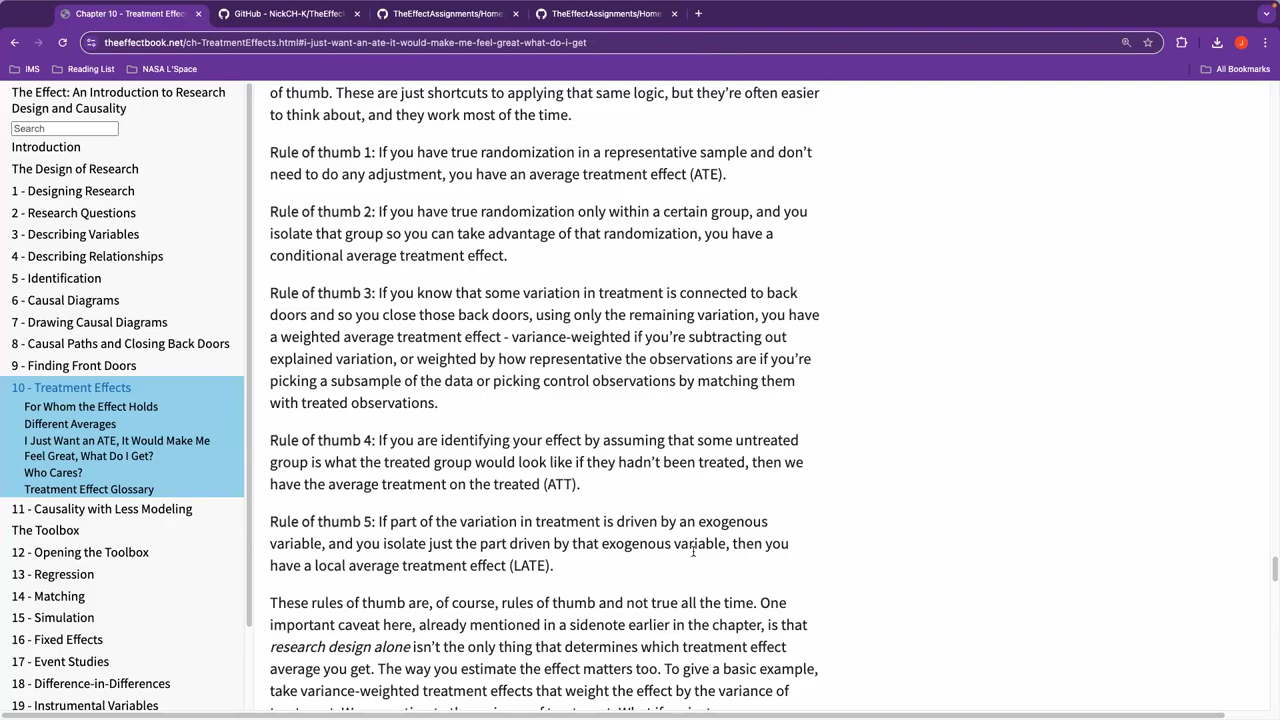 Chapter 10 - Treatment Effec
GitHub - NickCH-K/TheEffect
TheEffectAssignments/Home
TheEffectAssignments/Home
theeffectbook.net/ch-TreatmentEffects.html#i-just-want-an-ate-it-would-make-me-feel-great-what-do-i-get
J
IMS
Reading List
NASA L'Space
All Bookmarks
The Effect: An Introduction to Research
Design and Causality
Search
Introduction
The Design of Research
1 - Designing Research
2 - Research Questions
3 - Describing Variables
4 - Describing Relationships
5 - Identification
6 - Causal Diagrams
7 - Drawing Causal Diagrams
8 - Causal Paths and Closing Back Doors
9 - Finding Front Doors
10 - Treatment Effects
For Whom the Effect Holds
Different Averages
I Just Want an ATE, It Would Make Me
Feel Great, What Do I Get?
Who Cares?
Treatment Effect Glossary
11 - Causality with Less Modeling
The Toolbox
12 - Opening the Toolbox
13 - Regression
14 - Matching
15 - Simulation
16 - Fixed Effects
17 - Event Studies
18 - Difference-in-Differences
19 - Instrumental Variables
of thumb. These are just shortcuts to applying that same logic, but they're often easier
to think about, and they work most of the time.
Rule of thumb 1: If you have true randomization in a representative sample and don't
need to do any adjustment, you have an average treatment effect (ATE).
Rule of thumb 2: If you have true randomization only within a certain group, and you
isolate that group so you can take advantage of that randomization, you have a
conditional average treatment effect.
Rule of thumb 3: If you know that some variation in treatment is connected to back
doors and so you close those back doors, using only the remaining variation, you have
a weighted average treatment effect - variance-weighted if you're subtracting out
explained variation, or weighted by how representative the observations are if you're
picking a subsample of the data or picking control observations by matching them
with treated observations.
Rule of thumb 4: If you are identifying your effect by assuming that some untreated
group is what the treated group would look like if they hadn't been treated, then we
have the average treatment on the treated (ATT).
Rule of thumb 5: If part of the variation in treatment is driven by an exogenous
variable, and you isolate just the part driven by that exogenous variable, then you
have a local average treatment effect (LATE).
These rules of thumb are, of course, rules of thumb and not true all the time. One
important caveat here, already mentioned in a sidenote earlier in the chapter, is that
research design alone isn't the only thing that determines which treatment effect
average you get. The way you estimate the effect matters too. To give a basic example,
take variance-weighted treatment effects that weight the effect by the variance of